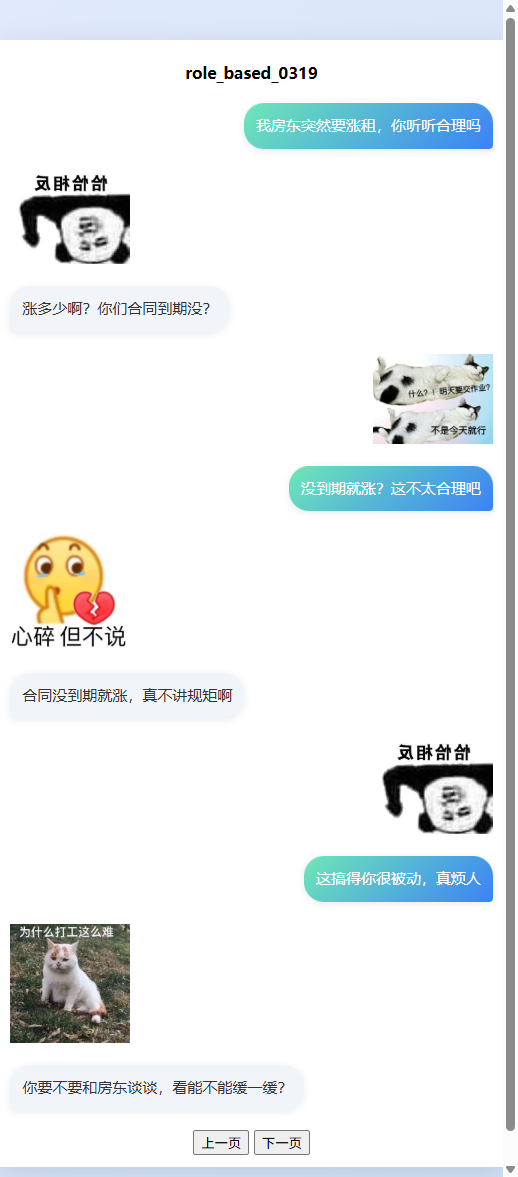 role_based_0319
我房东突然要涨租，你听听合理吗
恰恰相反
涨多少啊？你们合同到期没？
什么？！明天要交作业？
不是今天就行
没到期就涨？这不太合理吧
心碎 但不说
合同没到期就涨，真不讲规矩啊
恰恰相反
这搞得你很被动，真烦人
为什么打工这么难
你要不要和房东谈谈，看能不能缓一缓？
上一页 下一页